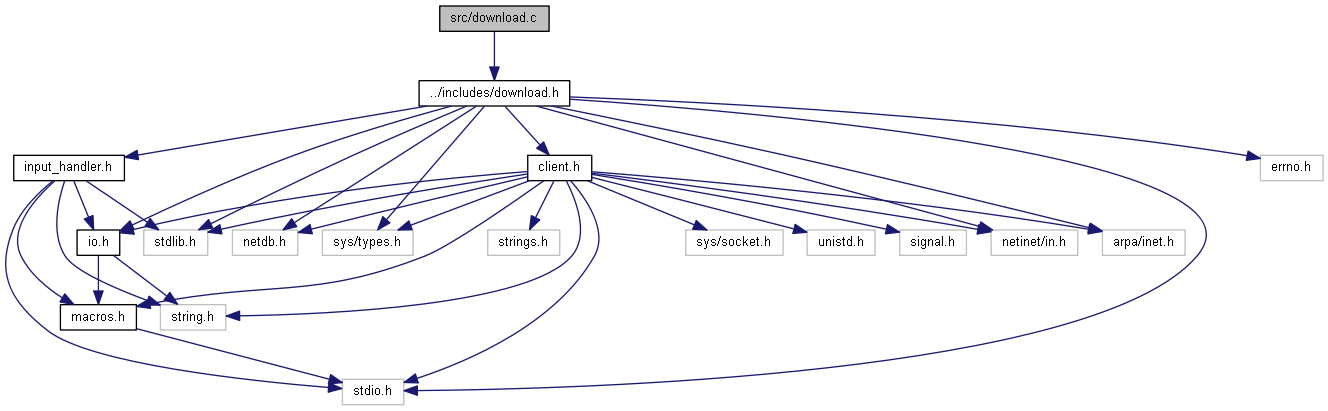 src/download.c
../includes/download.h
input_handler.h
client.h
errno.h
io.h
stdlib.h
netdb.h
sys/types.h
strings.h
sys/socket.h
unistd.h
signal.h
netinet/in.h
arpa/inet.h
macros.h
string.h
stdio.h